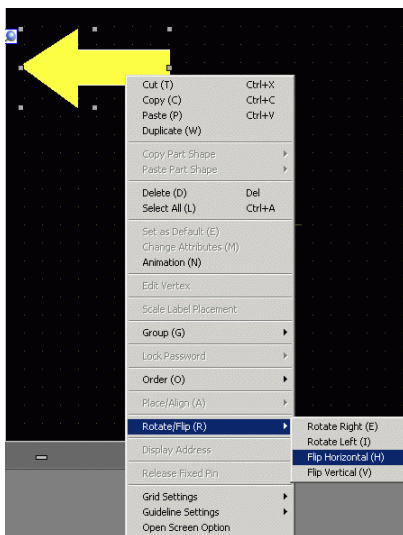 Cut (T) Ctrl+X
Copy (C) Ctrl+C
Paste (P) Ctrl+V
Duplicate (W)
Copy Part Shape
Paste Part Shape
Delete (D) Del
Select All (L) Ctrl+A
Set as Default (E)
Change Attributes (M)
Animation (N)
Edit Vertex
Scale Label Placement
Group (G)
Lock Password
Order (O)
Place/Align (A)
Rotate/Flip (R)
Rotate Right (E)
Rotate Left (I)
Flip Horizontal (H)
Flip Vertical (V)
Display Address
Release Fixed Pin
Grid Settings
Guideline Settings
Open Screen Option